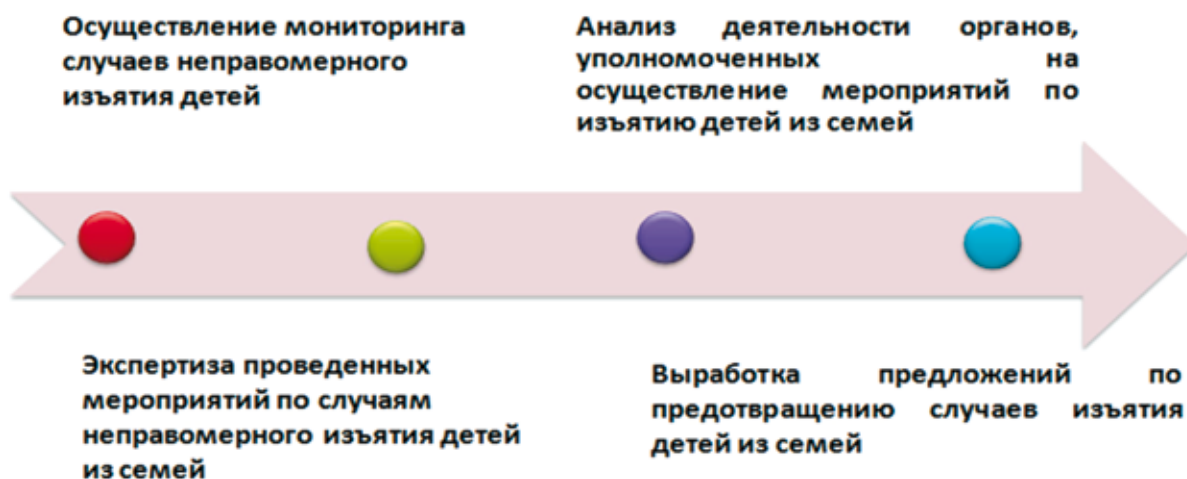 Осуществление мониторинга
случаев неправомерного
изъятия детей
Анализ деятельности органов,
уполномоченных на
осуществление мероприятий по
изъятию детей из семей
Экспертиза проведенных
мероприятий по случаям
неправомерного изъятия детей
из семей
Выработка предложений по
предотвращению случаев изъятия
детей из семей